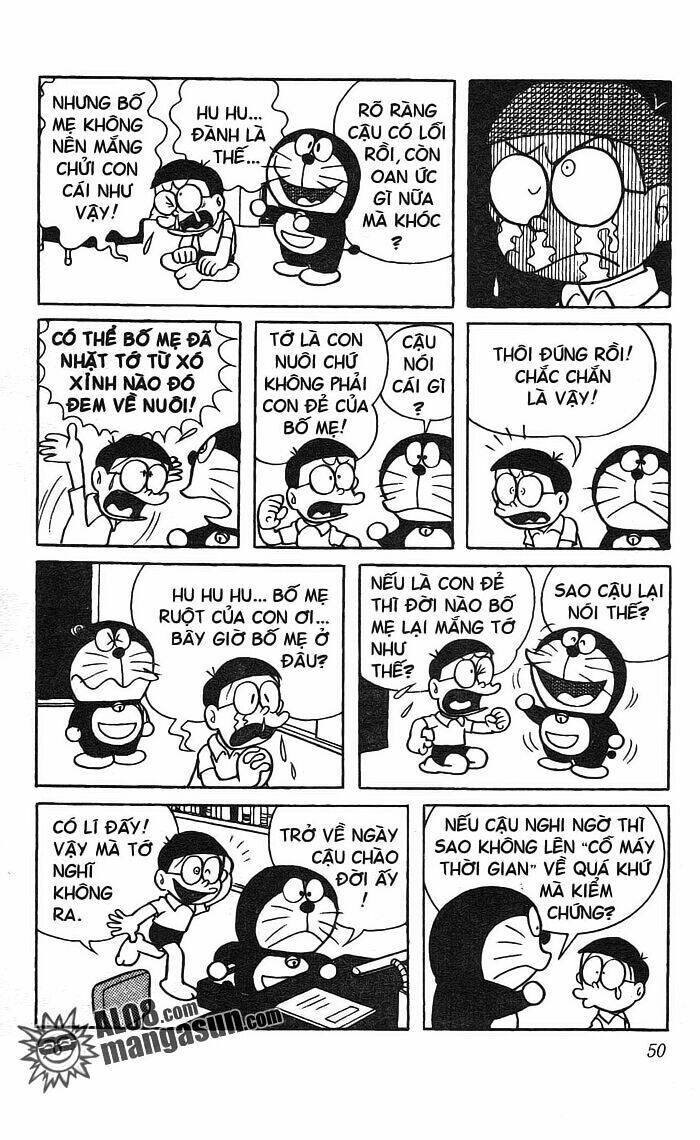 RÕ RÀNG
CẬU CÓ LỖI
RỒI, CÒN
OAN ỨC
GÌ NỮA
MÀ KHÓC
?
HU HU...
ĐÀNH LÀ
THẾ...
NHƯNG BỐ
MẸ KHÔNG
NÊN MẮNG
CHỬI CON
CÁI NHƯ
VẬY!
THÔI ĐÚNG RỒI!
CHẮC CHẮN
LÀ VẬY!
CẬU
NÓI
CÁI GÌ
?
TỚ LÀ CON
NUÔI CHỨ
KHÔNG PHẢI
CON ĐẺ CỦA
BỐ MẸ!
CÓ THỂ BỐ MẸ ĐÃ
NHẶT TỚ TỪ XÓ
XỈNH NÀO ĐÓ
ĐEM VỀ NUÔI!
SAO CẬU LẠI
NÓI THẾ?
NẾU LÀ CON ĐẺ
THÌ ĐỜI NÀO BỐ
MẸ LẠI MẮNG TỚ
NHƯ
THẾ?
HU HU HU... BỐ MẸ
RUỘT CỦA CON ƠI...
BÂY GIỜ BỐ MẸ Ở
ĐÂU?
NẾU CẬU NGHI NGỜ THÌ
SAO KHÔNG LÊN “CỖ MÁY
THỜI GIAN” VỀ QUÁ KHỨ
MÀ KIỂM
CHỨNG?
TRỞ VỀ NGÀY
CẬU CHÀO
ĐỜI ẤY
!
CÓ LÍ ĐẤY!
VẬY MÀ TỚ
NGHĨ
KHÔNG
RA.
ALO8.com
mangasun.com
50